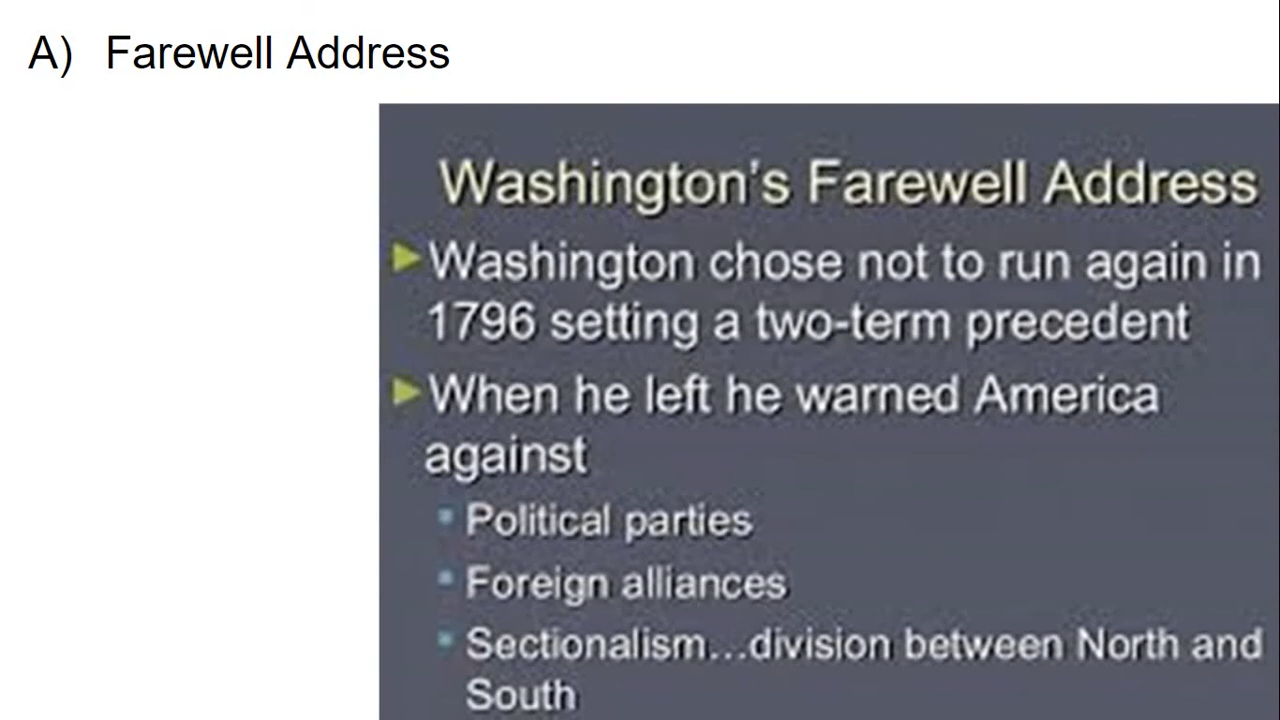 A) Farewell Address
Washington's Farewell Address
Washington chose not to run again in
1796 setting a two-term precedent
When he left he warned America
against
Political parties
Foreign alliances
Sectionalism...division between North and
South